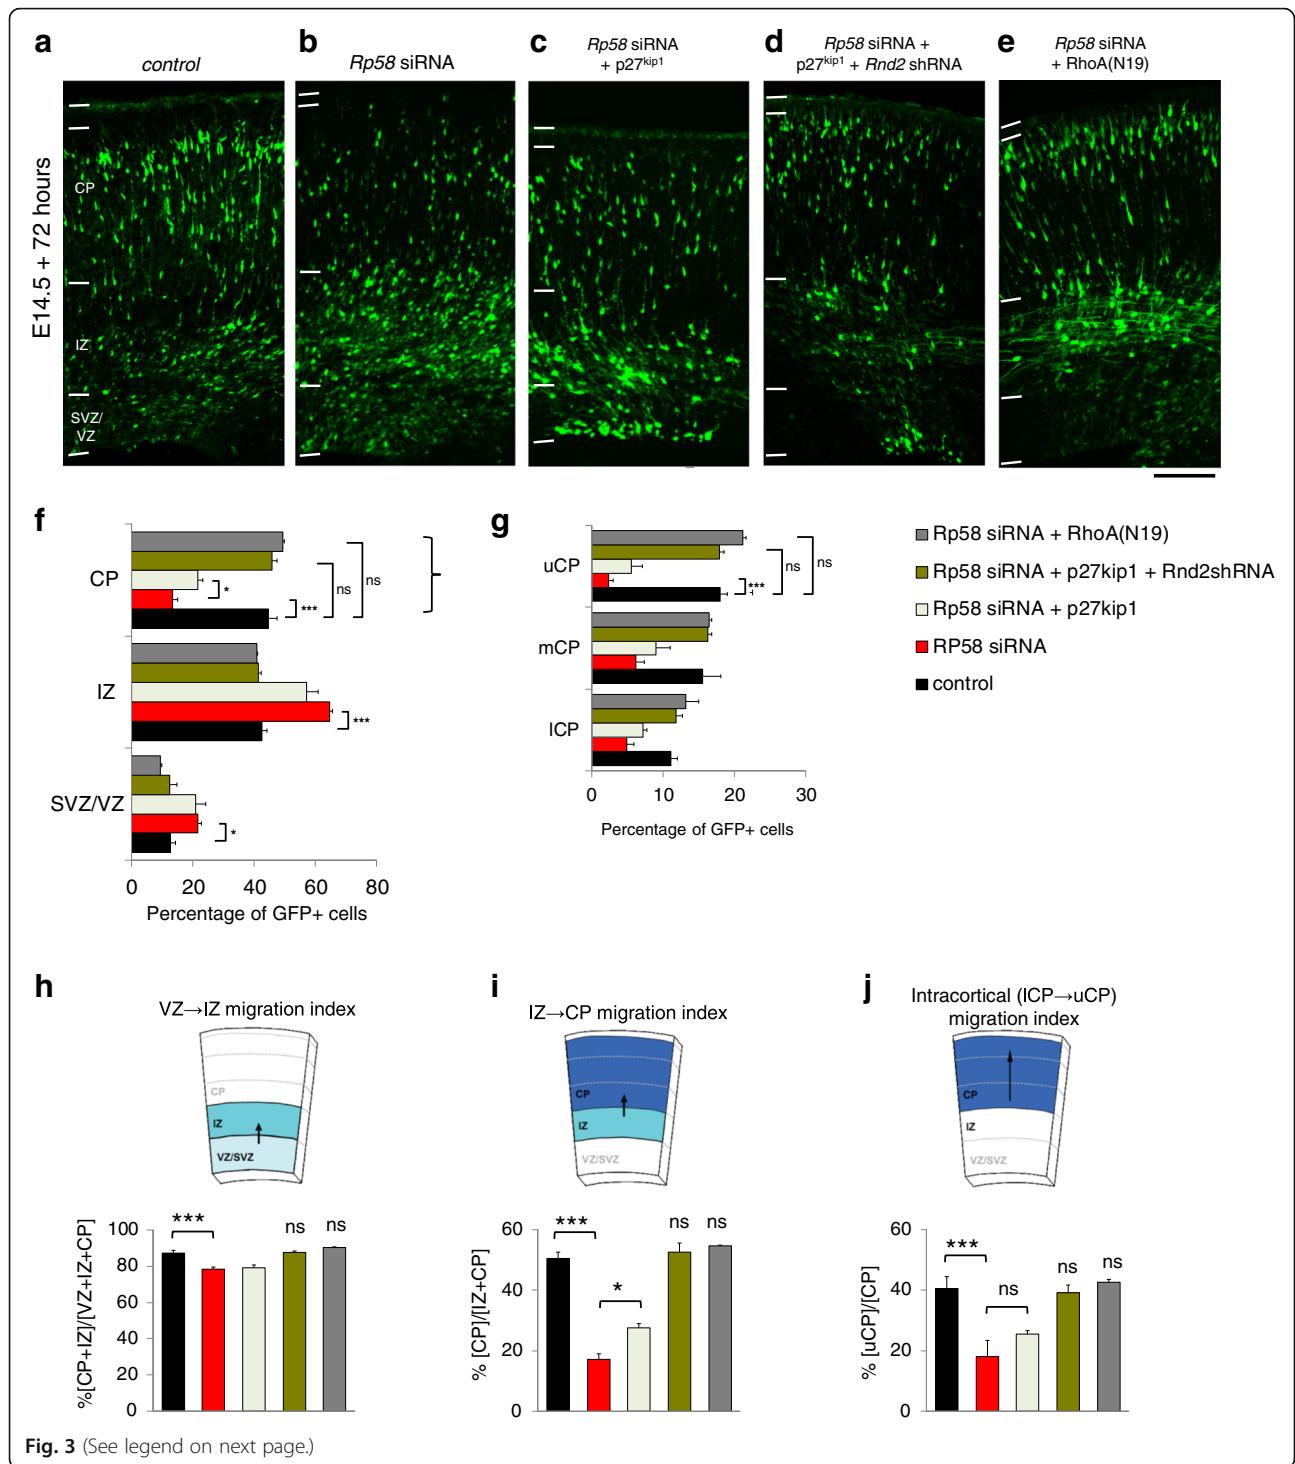 a
control
b
Rp58 siRNA
c
Rp58 siRNA
+ p27kip1
d
Rp58 siRNA +
p27kip1 + Rnd2 shRNA
e
Rp58 siRNA
+ RhoA(N19)
E14.5 + 72 hours
CP
IZ
SVZ/
VZ
f
CP
IZ
SVZ/VZ
*
***
ns
ns
***
*
0 20 40 60 80
Percentage of GFP+ cells
g
uCP
mCP
lCP
***
ns
ns
0 10 20 30
Percentage of GFP+ cells
Rp58 siRNA + RhoA(N19)
Rp58 siRNA + p27kip1 + Rnd2shRNA
Rp58 siRNA + p27kip1
RP58 siRNA
control
h
VZ→IZ migration index
CP
IZ
VZ/SVZ
%[CP+IZ]/[VZ+IZ+CP]
100
80
60
40
20
0
***
ns
ns
i
IZ→CP migration index
CP
IZ
VZ/SVZ
% [CP]/[IZ+CP]
60
40
20
0
***
*
ns
ns
j
Intracortical (lCP→uCP)
migration index
CP
IZ
VZ/SVZ
% [uCP]/[CP]
60
40
20
0
***
ns
ns
ns
Fig. 3 (See legend on next page.)